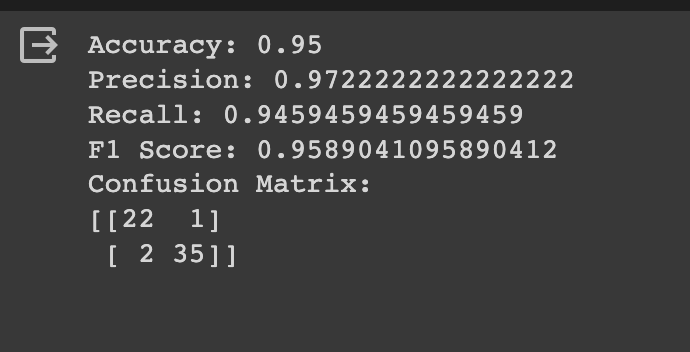 Accuracy: 0.95
Precision: 0.9722222222222222
Recall: 0.9459459459459459
F1 Score: 0.9589041095890412
Confusion Matrix:
[[22  1]
 [ 2 35]]